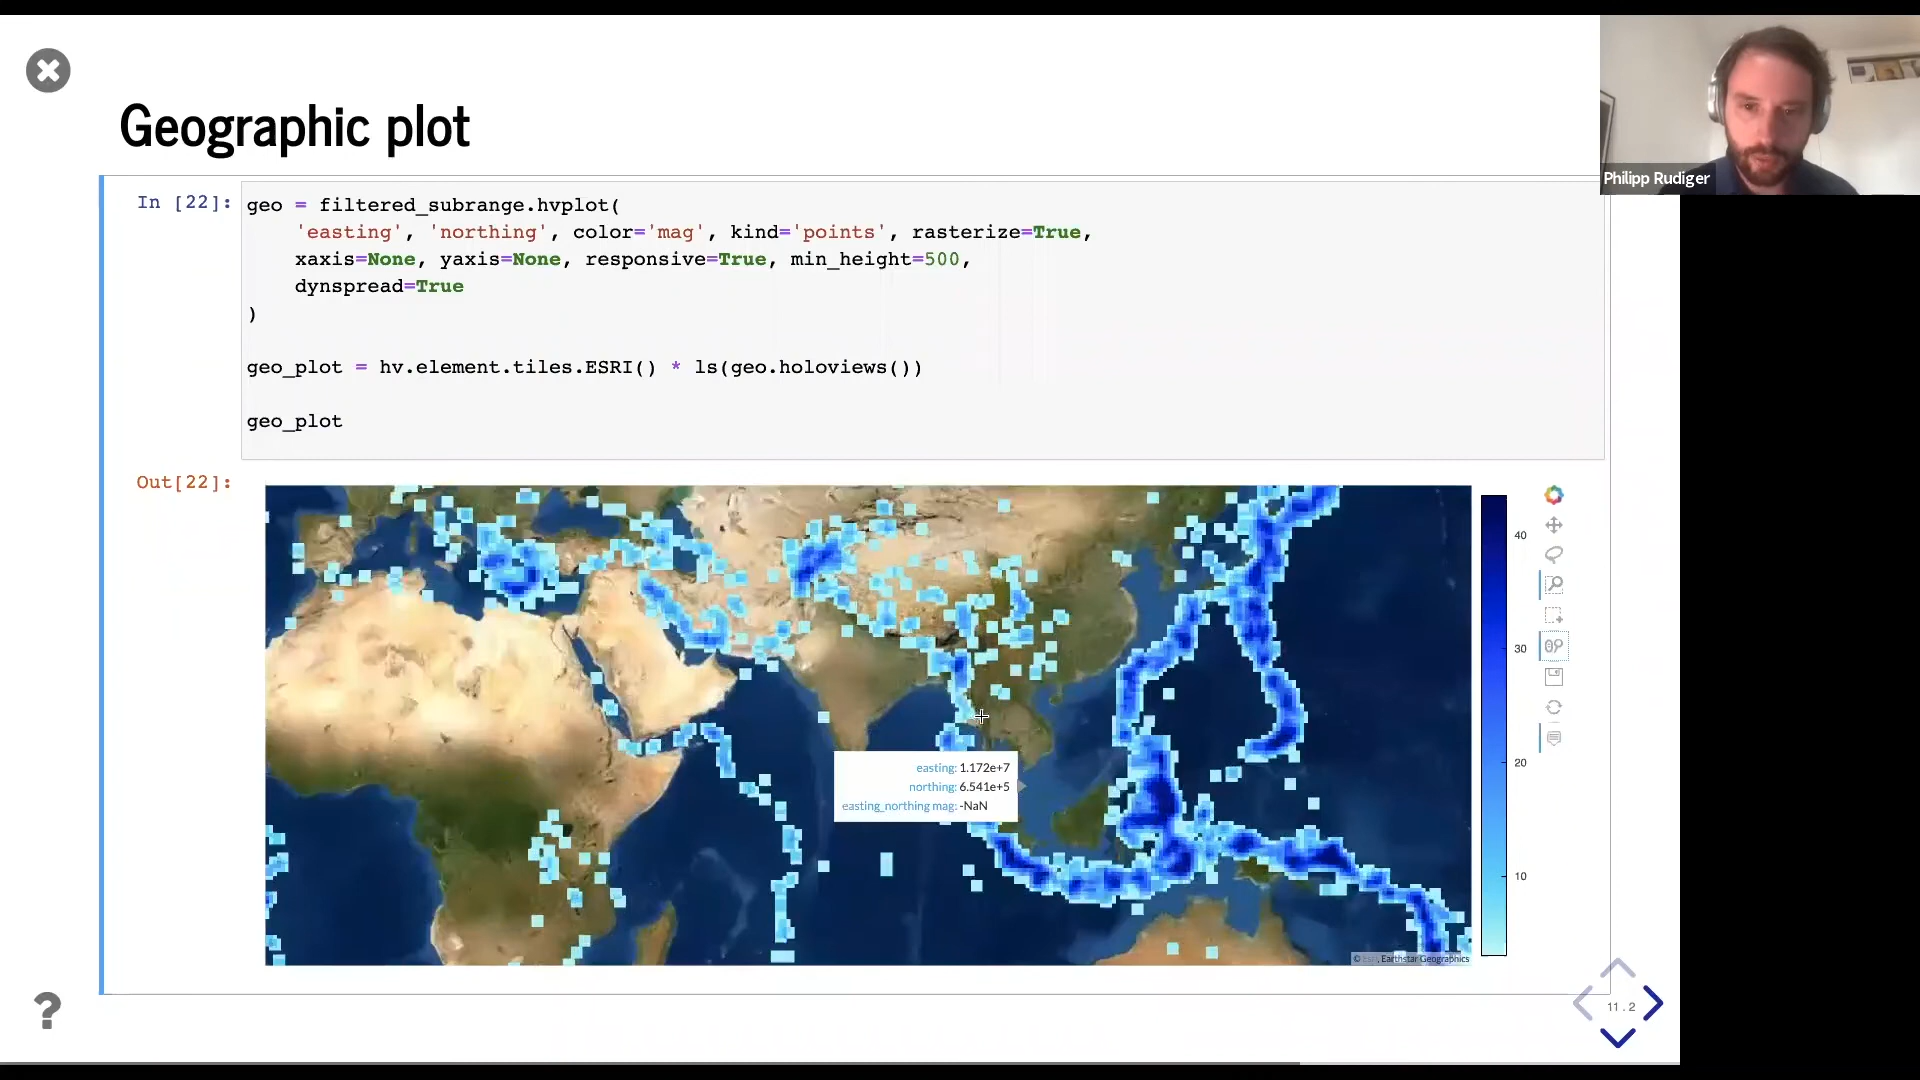 Geographic plot
Philipp Rudiger
In [22]:
geo = filtered_subrange.hvplot(
    'easting', 'northing', color='mag', kind='points', rasterize=True,
    xaxis=None, yaxis=None, responsive=True, min_height=500,
    dynspread=True
)
geo_plot = hv.element.tiles.ESRI() * ls(geo.holoviews())
geo_plot
Out[22]:
40
30
20
10
easting: 1.172e+7
northing: 6.541e+5
easting_northing mag: -NaN
© Esri, Earthstar Geographics
?
11.2